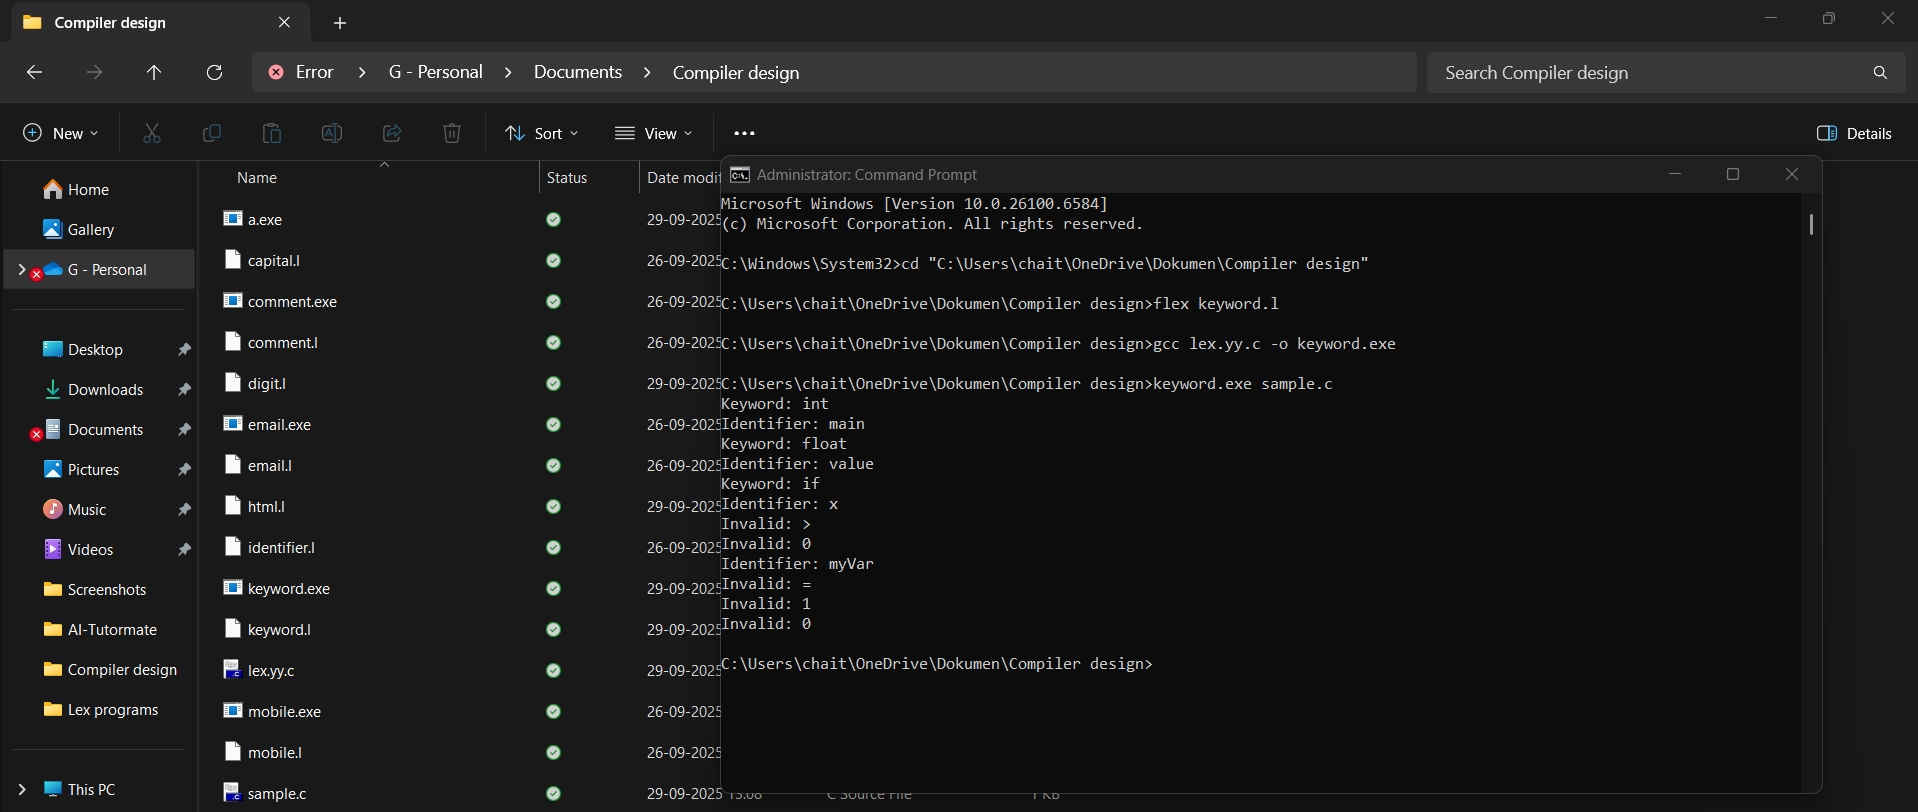 Compiler design
Error > G - Personal > Documents > Compiler design
Search Compiler design
New
Sort
View
Details
Home
Gallery
G - Personal
Desktop
Downloads
Documents
Pictures
Music
Videos
Screenshots
AI-Tutormate
Compiler design
Lex programs
This PC
Name Status Date modif
a.exe 29-09-2025
capital.l 26-09-2025
comment.exe 26-09-2025
comment.l 26-09-2025
digit.l 29-09-2025
email.exe 26-09-2025
email.l 26-09-2025
html.l 29-09-2025
identifier.l 26-09-2025
keyword.exe 29-09-2025
keyword.l 29-09-2025
lex.yy.c 29-09-2025
mobile.exe 26-09-2025
mobile.l 26-09-2025
sample.c 29-09-2025 13:08 C Source File 1 KB
Administrator: Command Prompt
Microsoft Windows [Version 10.0.26100.6584]
(c) Microsoft Corporation. All rights reserved.
C:\Windows\System32>cd "C:\Users\chait\OneDrive\Dokumen\Compiler design"
C:\Users\chait\OneDrive\Dokumen\Compiler design>flex keyword.l
C:\Users\chait\OneDrive\Dokumen\Compiler design>gcc lex.yy.c -o keyword.exe
C:\Users\chait\OneDrive\Dokumen\Compiler design>keyword.exe sample.c
Keyword: int
Identifier: main
Keyword: float
Identifier: value
Keyword: if
Identifier: x
Invalid: >
Invalid: 0
Identifier: myVar
Invalid: =
Invalid: 1
Invalid: 0
C:\Users\chait\OneDrive\Dokumen\Compiler design>